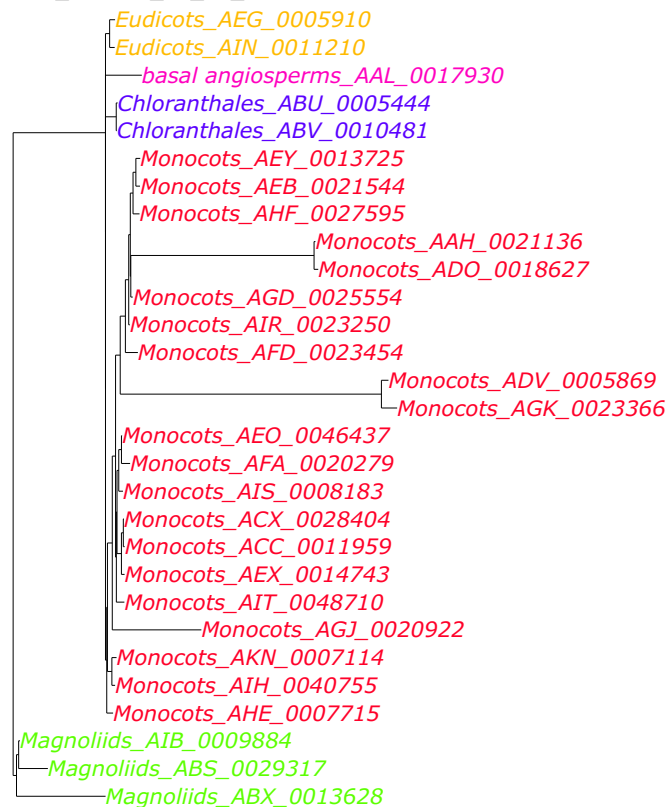 Eudicots_AEG_0005910
Eudicots_AIN_0011210
basal angiosperms_AAL_0017930
Chloranthales_ABU_0005444
Chloranthales_ABV_0010481
Monocots_AEY_0013725
Monocots_AEB_0021544
Monocots_AHF_0027595
Monocots_AAH_0021136
Monocots_ADO_0018627
Monocots_AGD_0025554
Monocots_AIR_0023250
Monocots_AFD_0023454
Monocots_ADV_0005869
Monocots_AGK_0023366
Monocots_AEO_0046437
Monocots_AFA_0020279
Monocots_AIS_0008183
Monocots_ACX_0028404
Monocots_ACC_0011959
Monocots_AEX_0014743
Monocots_AIT_0048710
Monocots_AGJ_0020922
Monocots_AKN_0007114
Monocots_AIH_0040755
Monocots_AHE_0007715
Magnoliids_AIB_0009884
Magnoliids_ABS_0029317
Magnoliids_ABX_0013628